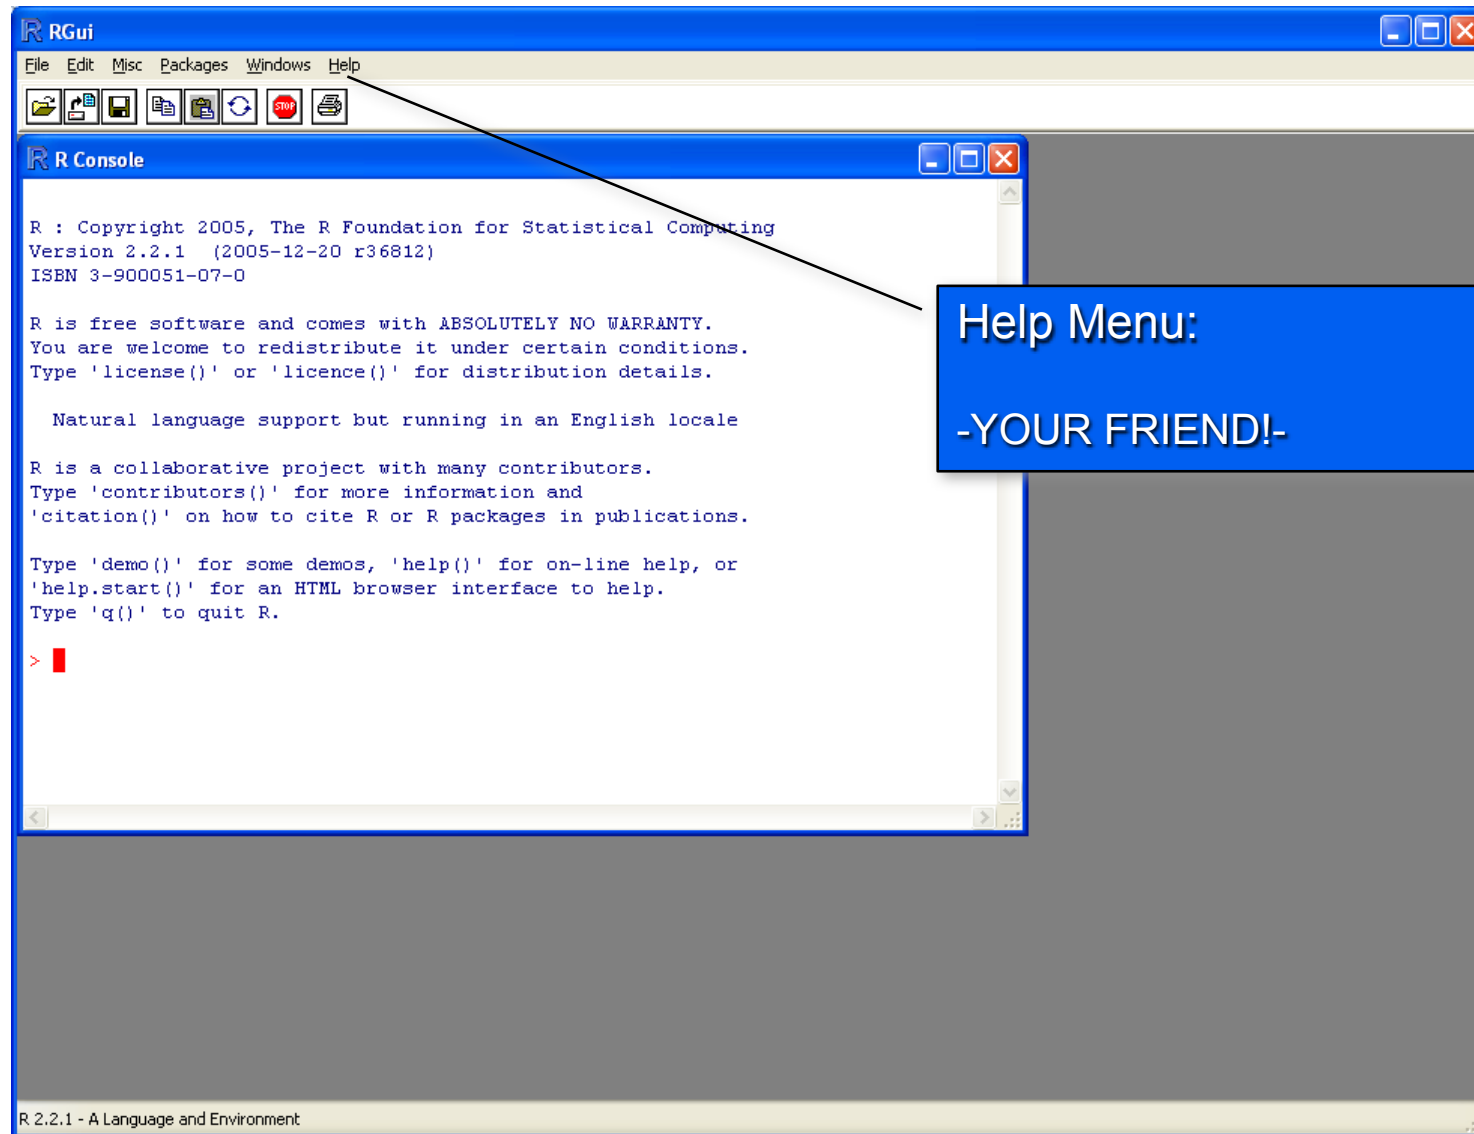 RGui
File Edit Misc Packages Windows Help
STOP
R Console
R : Copyright 2005, The R Foundation for Statistical Computing
Version 2.2.1  (2005-12-20 r36812)
ISBN 3-900051-07-0
R is free software and comes with ABSOLUTELY NO WARRANTY.
You are welcome to redistribute it under certain conditions.
Type 'license()' or 'licence()' for distribution details.
Natural language support but running in an English locale
R is a collaborative project with many contributors.
Type 'contributors()' for more information and
'citation()' on how to cite R or R packages in publications.
Type 'demo()' for some demos, 'help()' for on-line help, or
'help.start()' for an HTML browser interface to help.
Type 'q()' to quit R.
>
Help Menu:
-YOUR FRIEND!-
R 2.2.1 - A Language and Environment